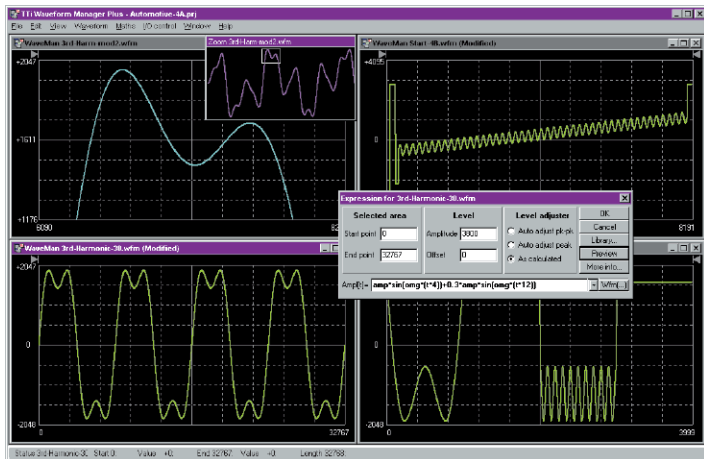 TTi Waveform Manager Plus - Automotive-4A.prj
File Edit View Waveform Maths I/O control Window Help
WaveMan 3rd-Harm mod2.wfm
Zoom 3rd-Harm mod2.wfm
WaveMan Start-4B.wfm (Modified)
+2047
+1611
+1176
8090
+4095
0
8191
Expression for 3rd-Harmonic-30.wfm
Selected area
Level
Level adjuster
Start point 0
End point 32767
Amplitude 3800
Offset 0
Auto adjust pk-pk
Auto adjust peak
As calculated
OK
Cancel
Library...
Preview
More info...
Amp(t)= amp*sin(omg*(t*4))+0.3*amp*sin(omg*(t*12))
Wfm(...)
WaveMan 3rd-Harmonic-30.wfm (Modified)
+2047
0
-2048
0
32767
0
-2048
0
3999
Status 3rd-Harmonic-30 Start 0: Value +0: End 32767: Value +0: Length 32768: